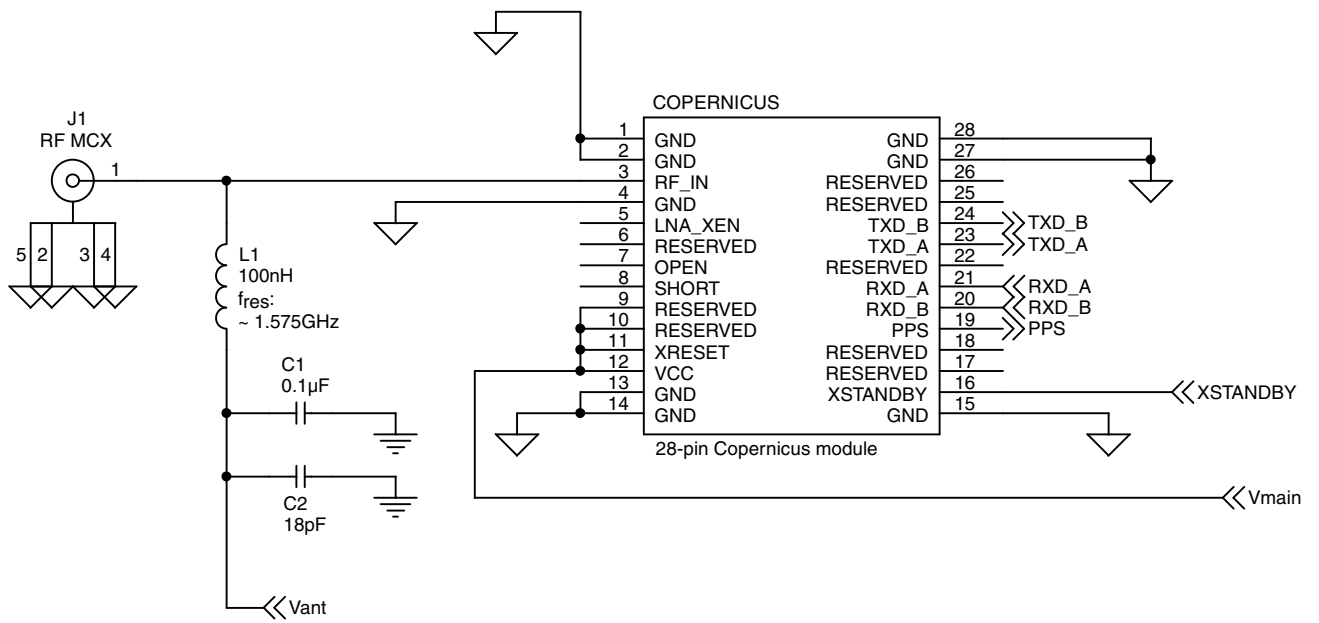 COPERNICUS
J1
RF MCX
1
5 2 3 4
1 GND GND 28
2 GND GND 27
3 RF_IN RESERVED 26
4 GND RESERVED 25
5 LNA_XEN TXD_B 24 TXD_B
6 RESERVED TXD_A 23 TXD_A
7 OPEN RESERVED 22
8 SHORT RXD_A 21 RXD_A
9 RESERVED RXD_B 20 RXD_B
10 RESERVED PPS 19 PPS
11 XRESET RESERVED 18
12 VCC RESERVED 17
13 GND XSTANDBY 16 XSTANDBY
14 GND GND 15
28-pin Copernicus module
L1
100nH
fres:
~ 1.575GHz
C1
0.1µF
C2
18pF
Vmain
Vant